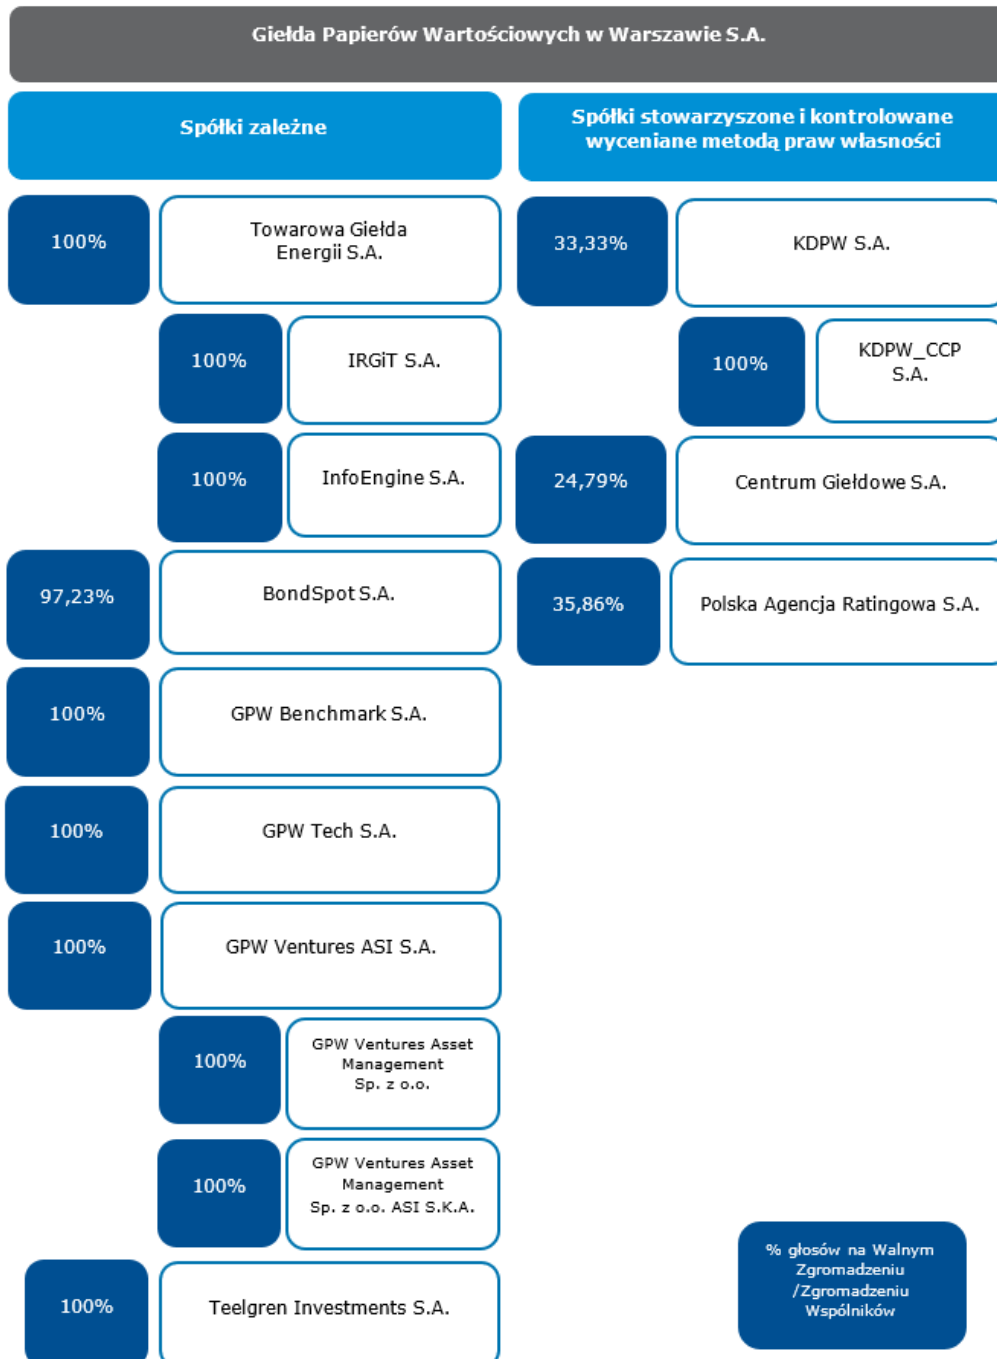 Giełda Papierów Wartościowych w Warszawie S.A.
Spółki zależne
100%
Towarowa Giełda
Energii S.A.
100%
IRGiT S.A.
100%
InfoEngine S.A.
97,23%
BondSpot S.A.
100%
GPW Benchmark S.A.
100%
GPW Tech S.A.
100%
GPW Ventures ASI S.A.
100%
GPW Ventures Asset
Management
Sp. z o.o.
100%
GPW Ventures Asset
Management
Sp. z o.o. ASI S.K.A.
100%
Teelgren Investments S.A.
Spółki stowarzyszone i kontrolowane
wyceniane metodą praw własności
33,33%
KDPW S.A.
100%
KDPW_CCP
S.A.
24,79%
Centrum Giełdowe S.A.
35,86%
Polska Agencja Ratingowa S.A.
% głosów na Walnym
Zgromadzeniu
/Zgromadzeniu
Wspólników